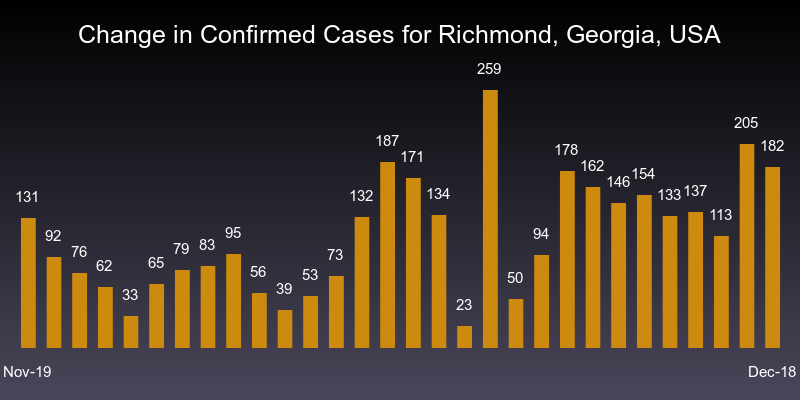 Change in Confirmed Cases for Richmond, Georgia, USA
131 92 76 62 33 65 79 83 95 56 39 53 73 132 187 171 134 23 259 50 94 178 162 146 154 133 137 113 205 182
Nov-19 Dec-18